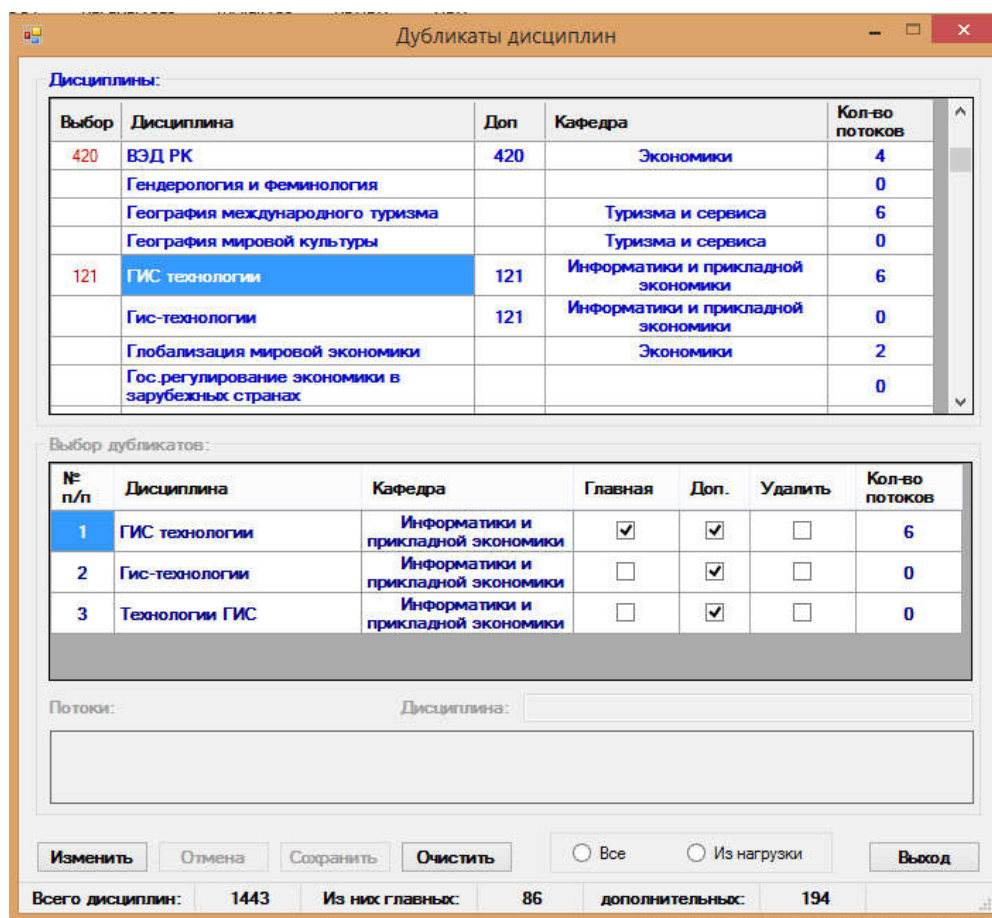 Дубликаты дисциплин
Дисциплины:
Выбор Дисциплина Доп Кафедра Кол-во потоков
420 ВЭД РК 420 Экономики 4
Гендерология и феминология 0
География международного туризма Туризма и сервиса 6
География мировой культуры Туризма и сервиса 0
121 ГИС технологии 121 Информатики и прикладной экономики 6
Гис-технологии 121 Информатики и прикладной экономики 0
Глобализация мировой экономики Экономики 2
Гос.регулирование экономики в зарубежных странах 0
Выбор дубликатов:
№ п/п Дисциплина Кафедра Главная Доп. Удалить Кол-во потоков
1 ГИС технологии Информатики и прикладной экономики 6
2 Гис-технологии Информатики и прикладной экономики 0
3 Технологии ГИС Информатики и прикладной экономики 0
Потоки: Дисциплина:
Изменить Отмена Сохранить Очистить Все Из нагрузки Выход
Всего дисциплин: 1443 Из них главных: 86 дополнительных: 194